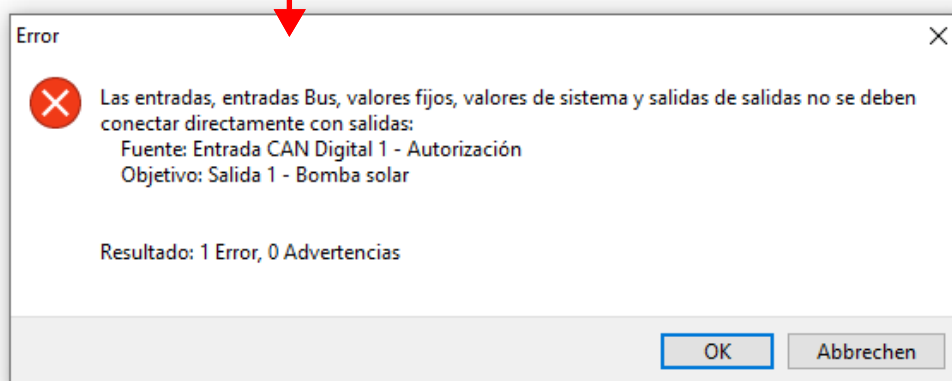 Error
Las entradas, entradas Bus, valores fijos, valores de sistema y salidas de salidas no se deben
conectar directamente con salidas:
Fuente: Entrada CAN Digital 1 - Autorización
Objetivo: Salida 1 - Bomba solar
Resultado: 1 Error, 0 Advertencias
OK
Abbrechen